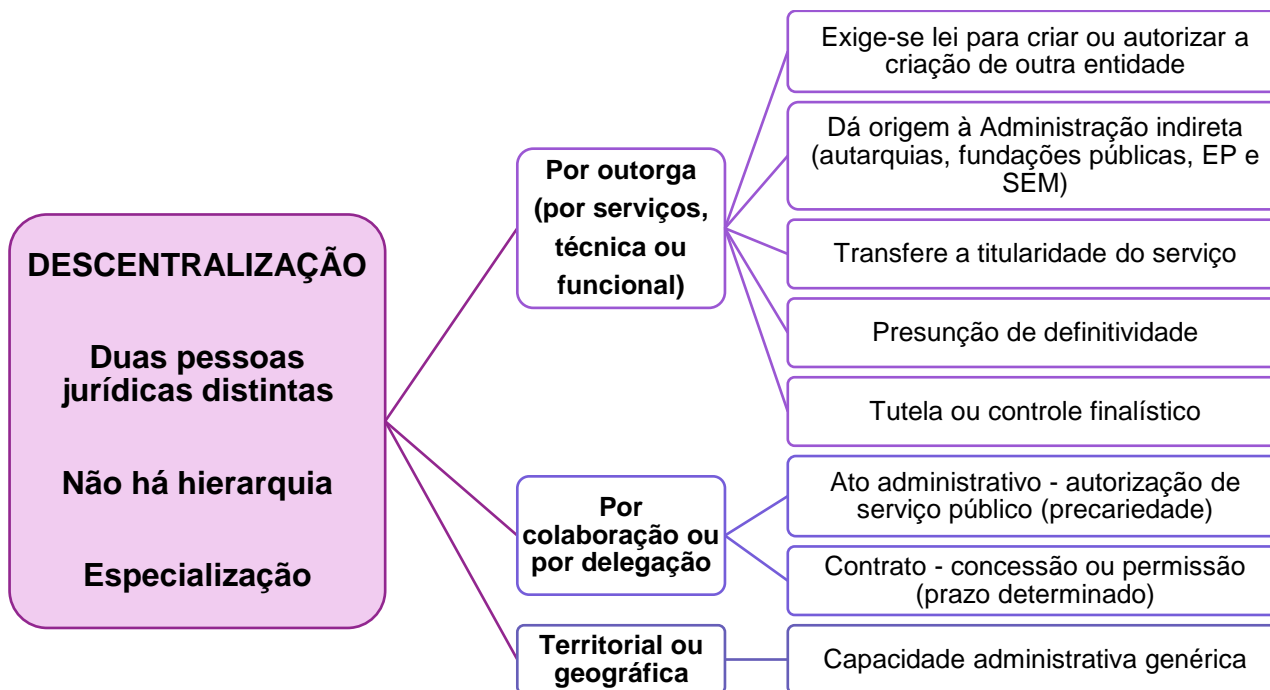 DESCENTRALIZAÇÃO
Duas pessoas
jurídicas distintas
Não há hierarquia
Especialização
Por outorga
(por serviços,
técnica ou
funcional)
Exige-se lei para criar ou autorizar a
criação de outra entidade
Dá origem à Administração indireta
(autarquias, fundações públicas, EP e
SEM)
Transfere a titularidade do serviço
Presunção de definitividade
Tutela ou controle finalístico
Por
colaboração ou
por delegação
Ato administrativo - autorização de
serviço público (precariedade)
Contrato - concessão ou permissão
(prazo determinado)
Territorial ou
geográfica
Capacidade administrativa genérica